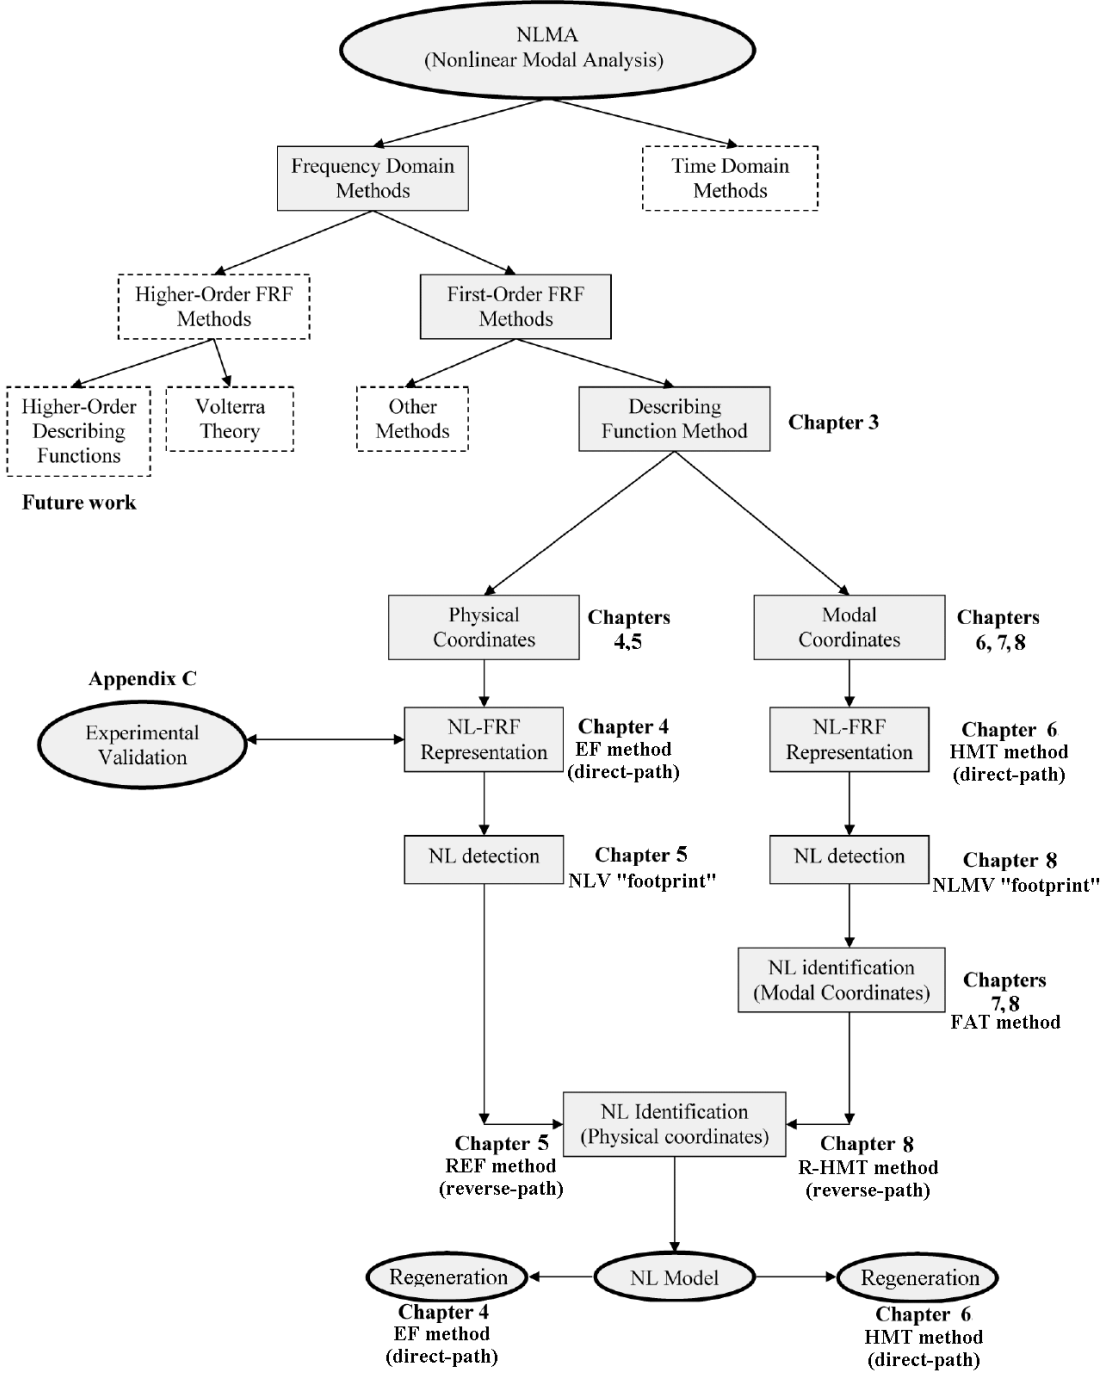 NLMA
(Nonlinear Modal Analysis)
Frequency Domain
Methods
Time Domain
Methods
Higher-Order FRF
Methods
First-Order FRF
Methods
Higher-Order
Describing
Functions
Volterra
Theory
Other
Methods
Describing
Function Method
Chapter 3
Future work
Physical
Coordinates
Chapters
4,5
Modal
Coordinates
Chapters
6, 7, 8
Appendix C
Experimental
Validation
NL-FRF
Representation
Chapter 4
EF method
(direct-path)
NL-FRF
Representation
Chapter 6
HMT method
(direct-path)
NL detection
Chapter 5
NLV "footprint"
NL detection
Chapter 8
NLMV "footprint"
NL identification
(Modal Coordinates)
Chapters
7, 8
FAT method
NL Identification
(Physical coordinates)
Chapter 5
REF method
(reverse-path)
Chapter 8
R-HMT method
(reverse-path)
Regeneration
NL Model
Regeneration
Chapter 4
EF method
(direct-path)
Chapter 6
HMT method
(direct-path)